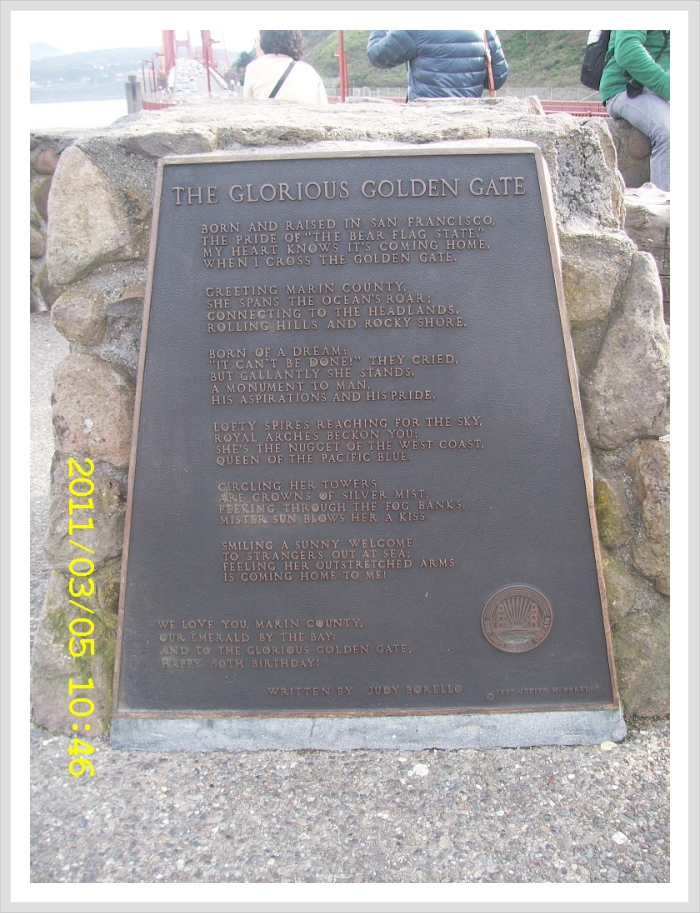 THE GLORIOUS GOLDEN GATE
BORN AND RAISED IN SAN FRANCISCO,
THE PRIDE OF "THE BEAR FLAG STATE,"
MY HEART KNOWS IT'S COMING HOME,
WHEN I CROSS THE GOLDEN GATE.
GREETING MARIN COUNTY,
SHE SPANS THE OCEAN'S ROAR;
CONNECTING TO THE HEADLANDS,
ROLLING HILLS AND ROCKY SHORE.
BORN OF A DREAM;
"IT CAN'T BE DONE!" THEY CRIED,
BUT GALLANTLY SHE STANDS,
A MONUMENT TO MAN,
HIS ASPIRATIONS AND HIS PRIDE.
LOFTY SPIRES REACHING FOR THE SKY,
ROYAL ARCHES BECKON YOU;
SHE'S THE NUGGET OF THE WEST COAST,
QUEEN OF THE PACIFIC BLUE.
CIRCLING HER TOWERS
ARE CROWNS OF SILVER MIST;
PEEKING THROUGH THE FOG BANKS,
MISTER SUN BLOWS HER A KISS.
SMILING A SUNNY WELCOME
TO STRANGERS OUT AT SEA;
FEELING HER OUTSTRETCHED ARMS
IS COMING HOME TO ME!
WE LOVE YOU, MARIN COUNTY,
OUR EMERALD BY THE BAY;
AND TO THE GLORIOUS GOLDEN GATE,
HAPPY 50TH BIRTHDAY!
WRITTEN BY JUDY BORELLO
2011/03/05 10:46